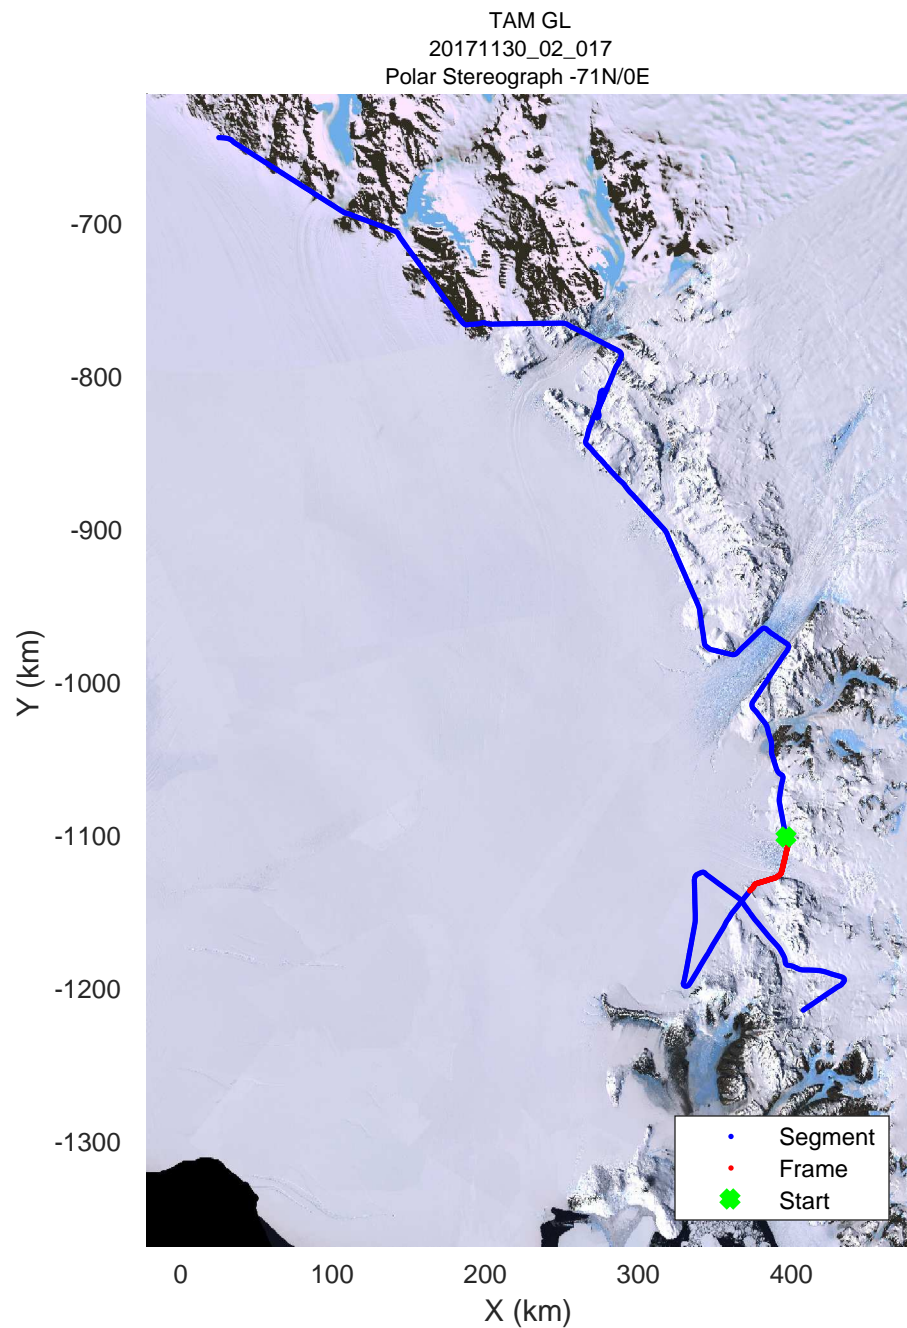 TAM GL
20171130_02_017
Polar Stereograph -71N/0E
-700
-800
-900
-1000
-1100
-1200
-1300
Y (km)
0 100 200 300 400
X (km)
Segment
Frame
Start